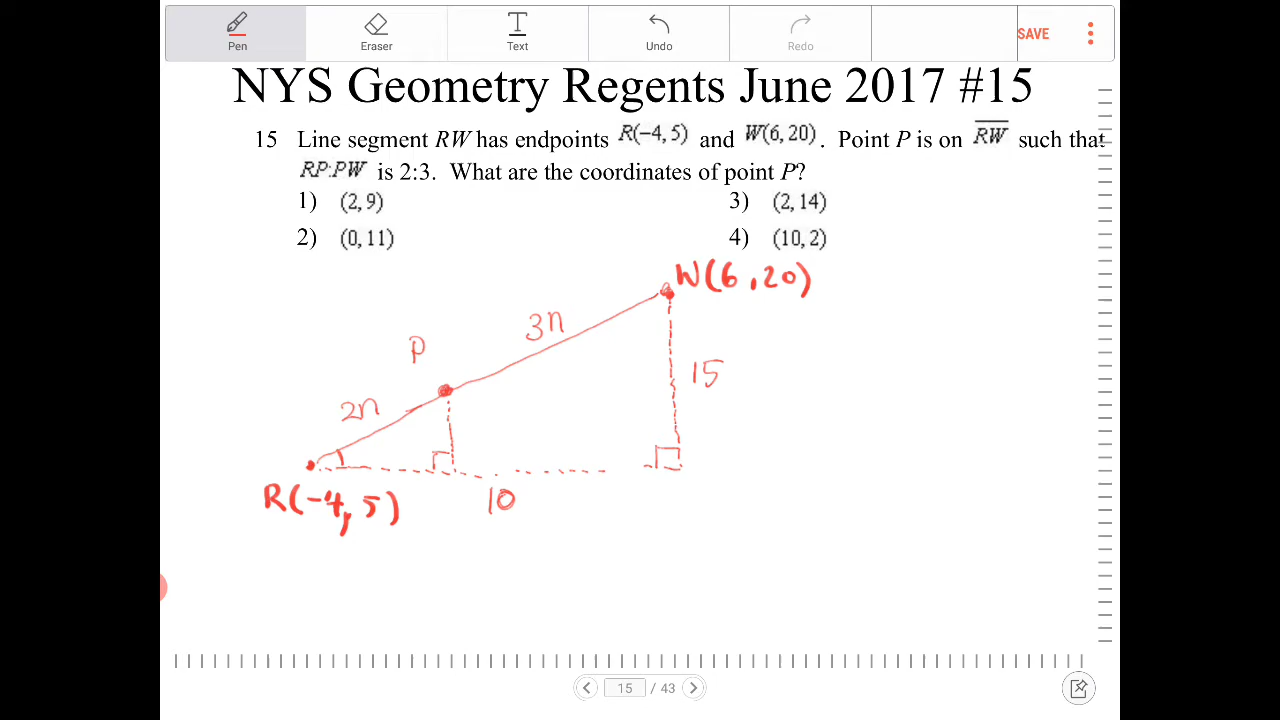 Pen Eraser Text Undo Redo SAVE
NYS Geometry Regents June 2017 #15
15 Line segment RW has endpoints R(−4, 5) and W(6, 20). Point P is on RW such that
RP:PW is 2:3. What are the coordinates of point P?
1) (2, 9) 3) (2, 14)
2) (0, 11) 4) (10, 2)
W(6, 20)
3n
P
15
2n
R(-4, 5)
10
15 / 43